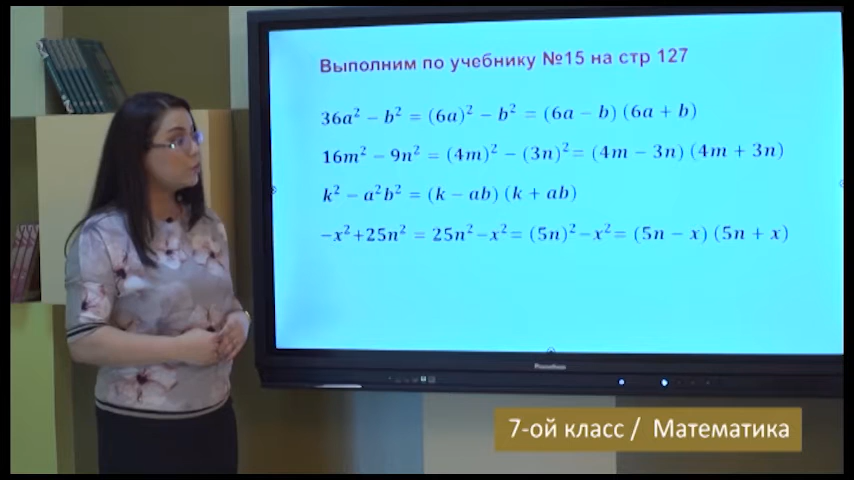 Выполним по учебнику №15 на стр 127
36a² − b² = (6a)² − b² = (6a − b) (6a + b)
16m² − 9n² = (4m)² − (3n)²= (4m − 3n) (4m + 3n)
k² − a²b² = (k − ab) (k + ab)
−x²+25n² = 25n²−x²= (5n)²−x²= (5n − x) (5n + x)
Promethean
7-ой класс / Математика